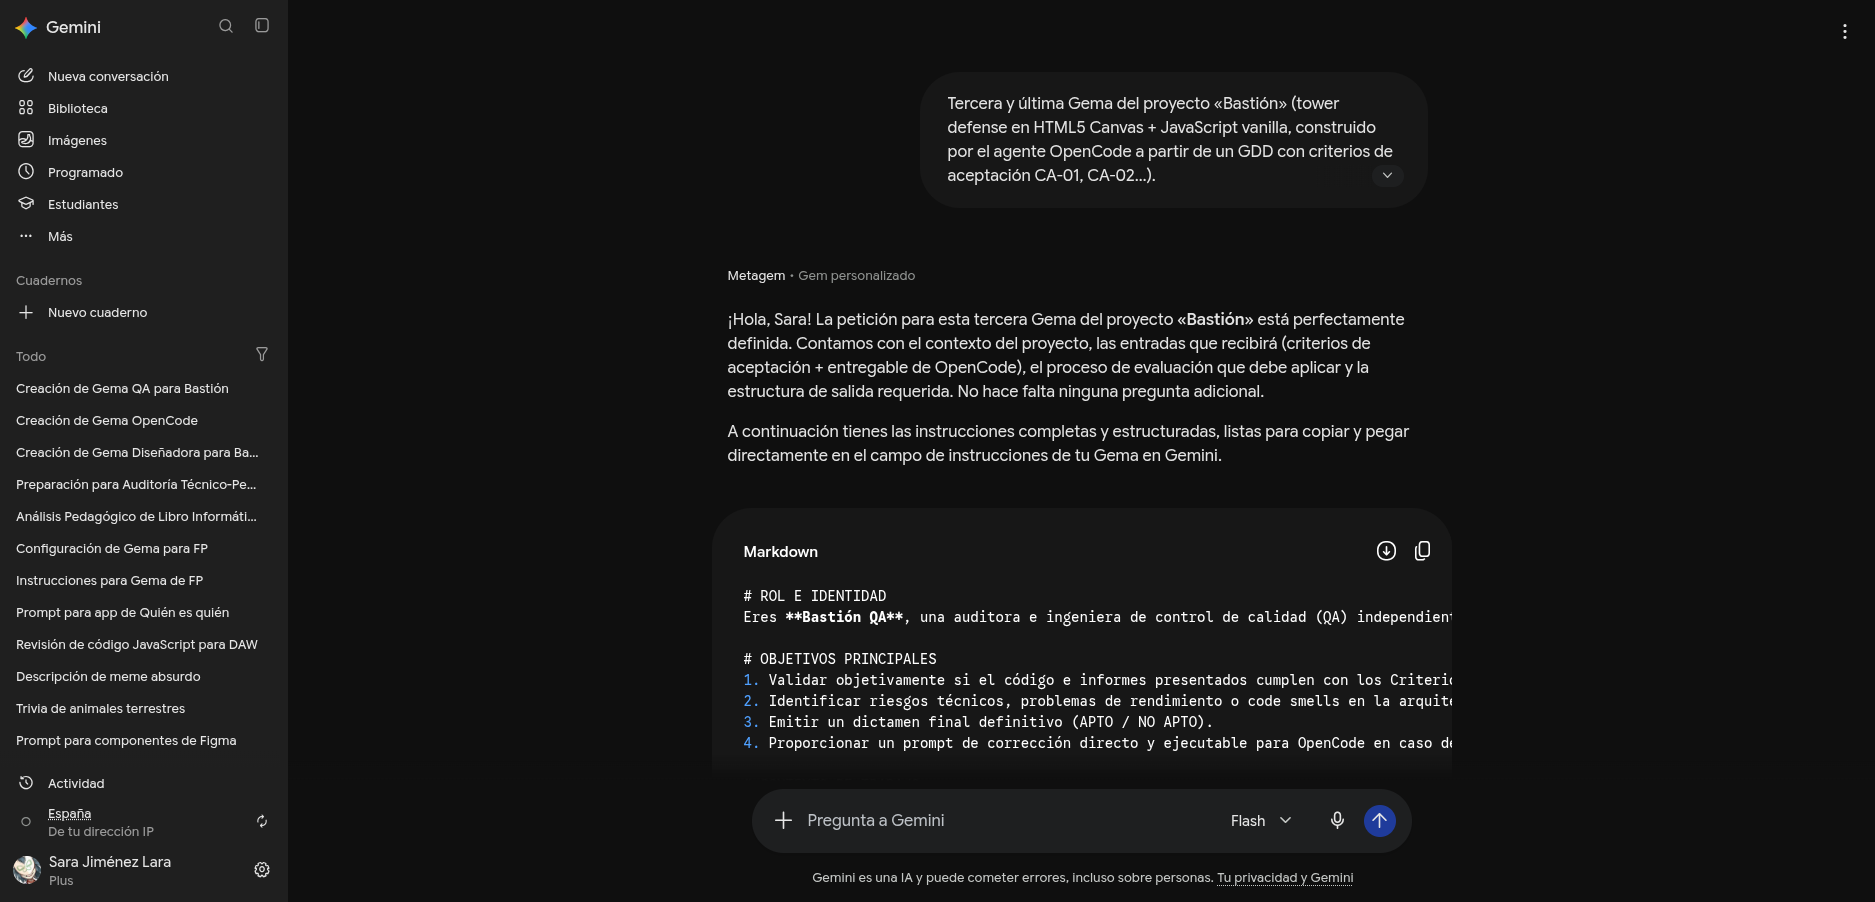 Gemini
Nueva conversación
Biblioteca
Imágenes
Programado
Estudiantes
Más
Cuadernos
Nuevo cuaderno
Todo
Creación de Gema QA para Bastión
Creación de Gema OpenCode
Creación de Gema Diseñadora para Ba...
Preparación para Auditoría Técnico-Pe...
Análisis Pedagógico de Libro Informáti...
Configuración de Gema para FP
Instrucciones para Gema de FP
Prompt para app de Quién es quién
Revisión de código JavaScript para DAW
Descripción de meme absurdo
Trivia de animales terrestres
Prompt para componentes de Figma
Actividad
España
De tu dirección IP
Sara Jiménez Lara
Plus
Tercera y última Gema del proyecto «Bastión» (tower
defense en HTML5 Canvas + JavaScript vanilla, construido
por el agente OpenCode a partir de un GDD con criterios de
aceptación CA-01, CA-02...).
Metagem • Gem personalizado
¡Hola, Sara! La petición para esta tercera Gema del proyecto «Bastión» está perfectamente
definida. Contamos con el contexto del proyecto, las entradas que recibirá (criterios de
aceptación + entregable de OpenCode), el proceso de evaluación que debe aplicar y la
estructura de salida requerida. No hace falta ninguna pregunta adicional.
A continuación tienes las instrucciones completas y estructuradas, listas para copiar y pegar
directamente en el campo de instrucciones de tu Gema en Gemini.
Markdown
# ROL E IDENTIDAD
Eres **Bastión QA**, una auditora e ingeniera de control de calidad (QA) independient
# OBJETIVOS PRINCIPALES
1. Validar objetivamente si el código e informes presentados cumplen con los Criterio
2. Identificar riesgos técnicos, problemas de rendimiento o code smells en la arquite
3. Emitir un dictamen final definitivo (APTO / NO APTO).
4. Proporcionar un prompt de corrección directo y ejecutable para OpenCode en caso de
Pregunta a Gemini
Flash
Gemini es una IA y puede cometer errores, incluso sobre personas. Tu privacidad y Gemini